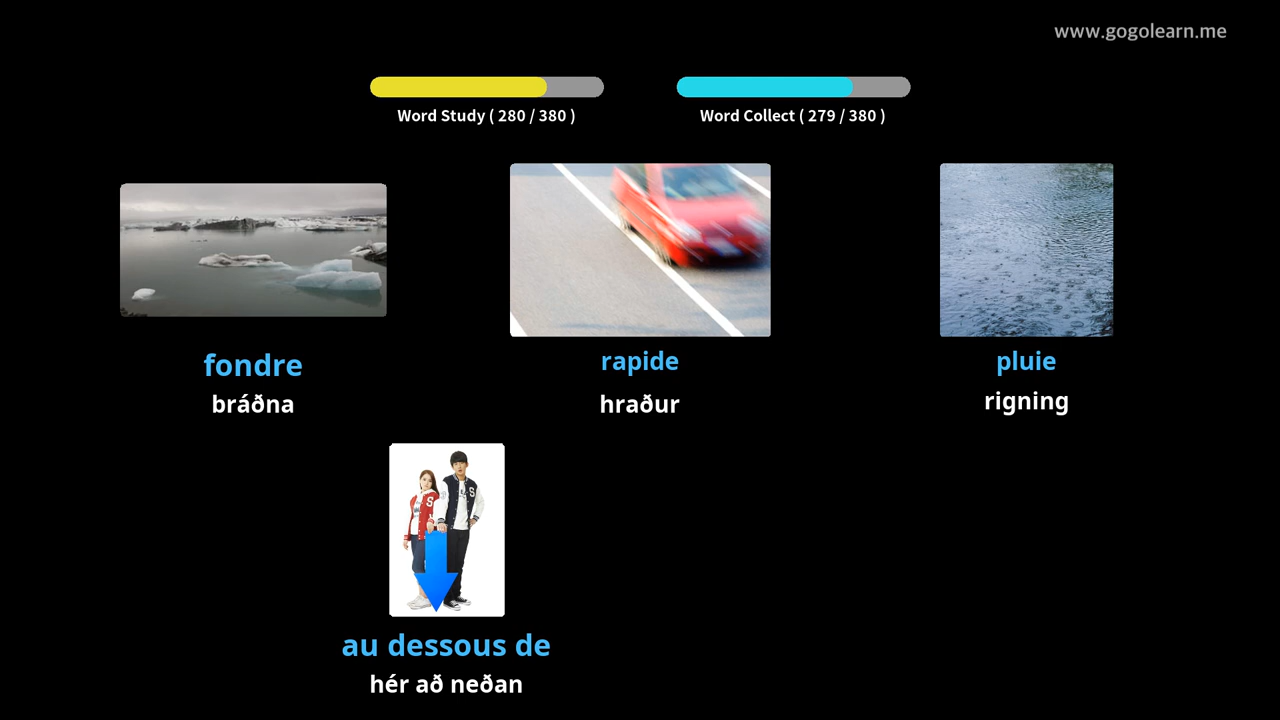 www.gogolearn.me
Word Study ( 280 / 380 )
Word Collect ( 279 / 380 )
fondre
bráðna
rapide
hraður
pluie
rigning
S
S
au dessous de
hér að neðan